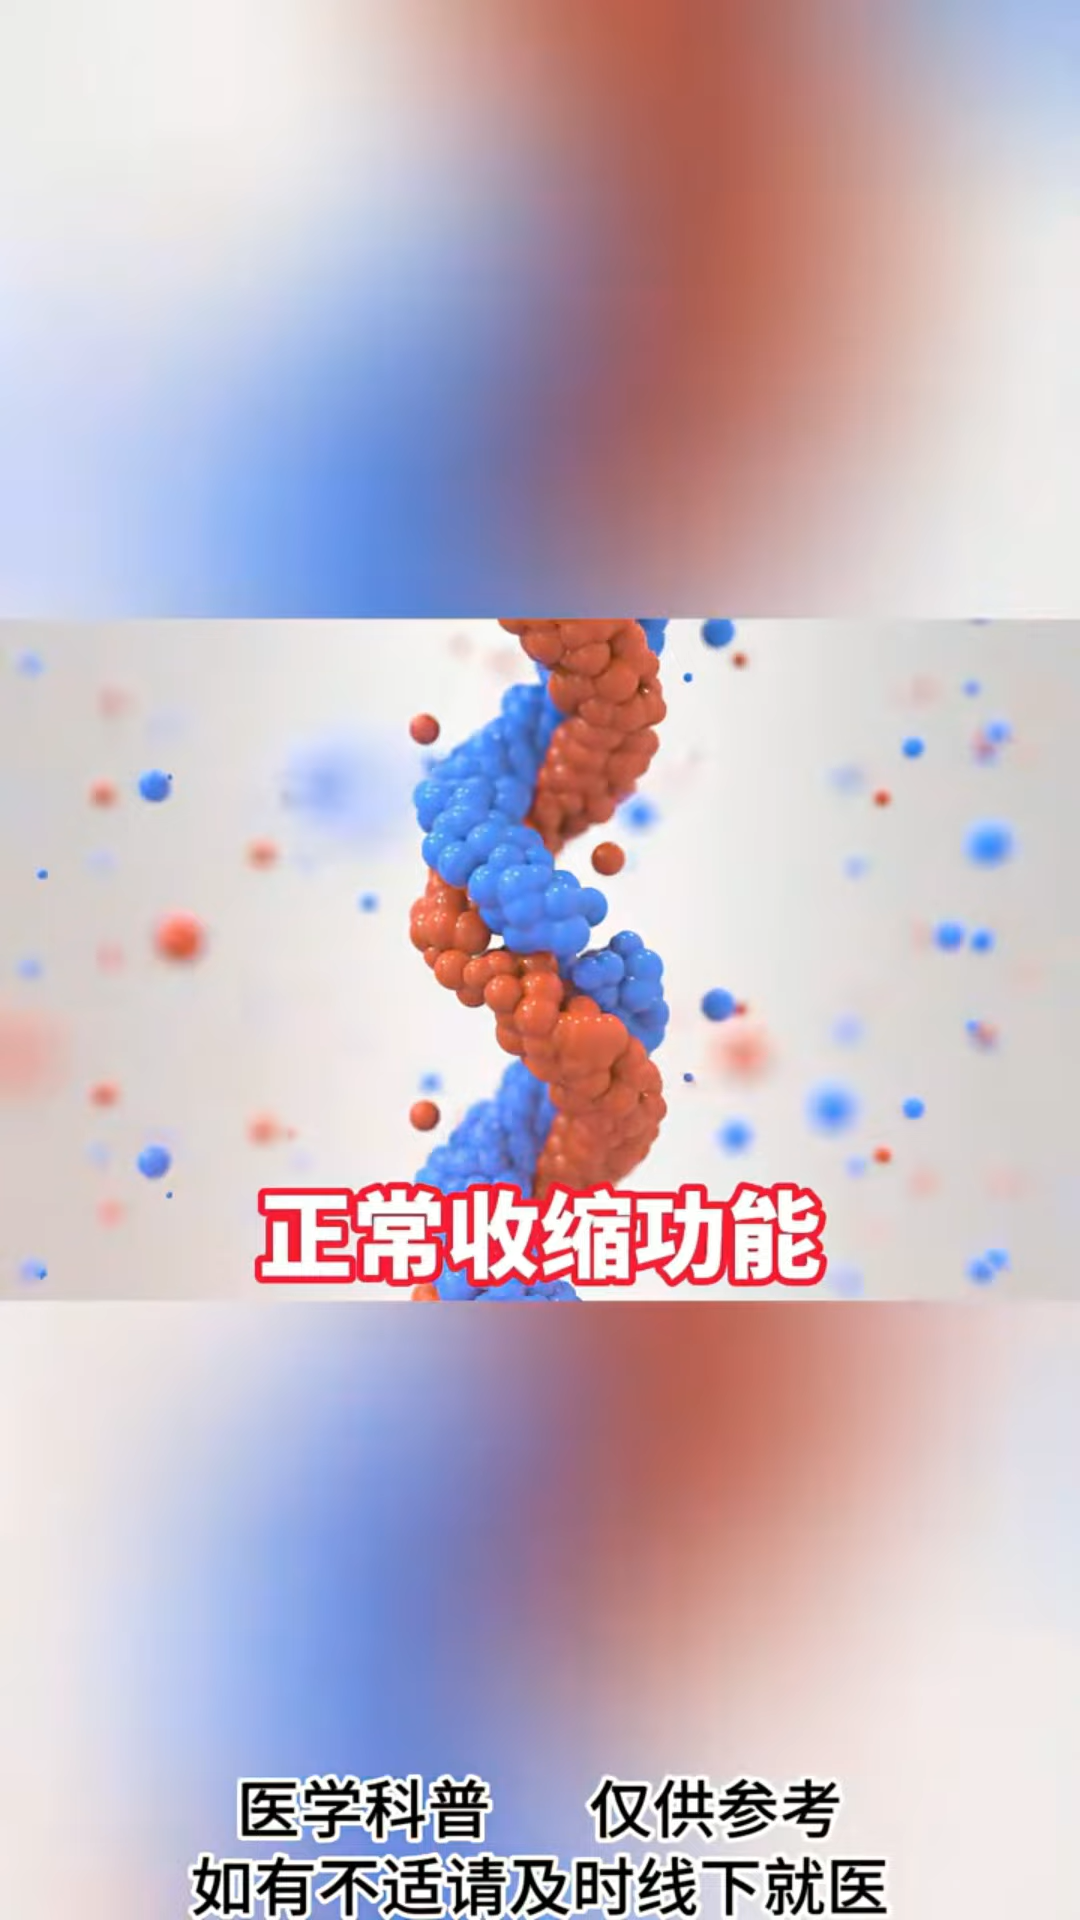 正常收缩功能
医学科普 仅供参考
如有不适请及时线下就医